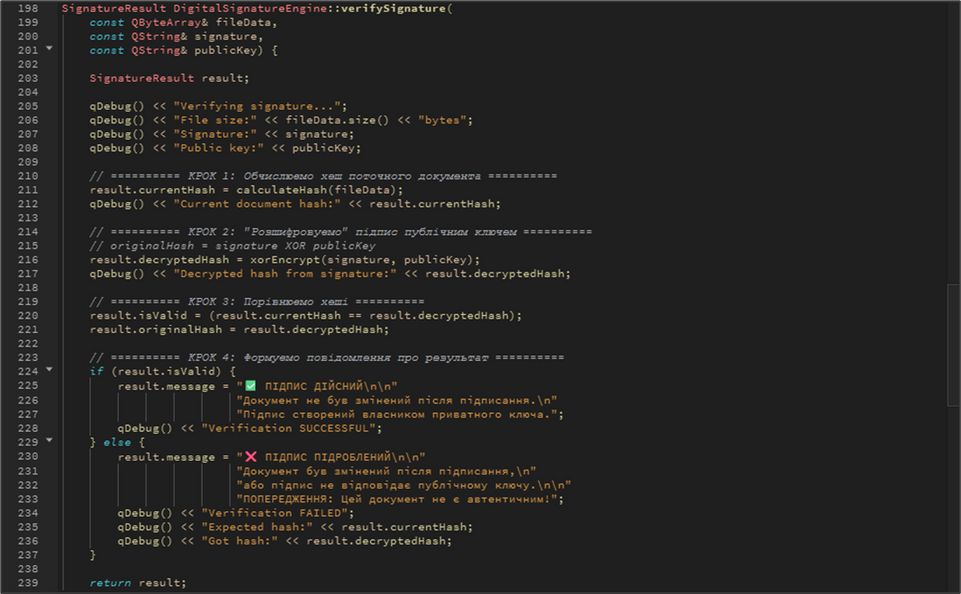 198 SignatureResult DigitalSignatureEngine::verifySignature(
199     const QByteArray& fileData,
200     const QString& signature,
201     const QString& publicKey) {
202
203     SignatureResult result;
204
205     qDebug() << "Verifying signature...";
206     qDebug() << "File size:" << fileData.size() << "bytes";
207     qDebug() << "Signature:" << signature;
208     qDebug() << "Public key:" << publicKey;
209
210     // ========== КРОК 1: Обчислюємо хеш поточного документа ==========
211     result.currentHash = calculateHash(fileData);
212     qDebug() << "Current document hash:" << result.currentHash;
213
214     // ========== КРОК 2: "Розшифровуємо" підпис публічним ключем ==========
215     // originalHash = signature XOR publicKey
216     result.decryptedHash = xorEncrypt(signature, publicKey);
217     qDebug() << "Decrypted hash from signature:" << result.decryptedHash;
218
219     // ========== КРОК 3: Порівнюємо хеші ==========
220     result.isValid = (result.currentHash == result.decryptedHash);
221     result.originalHash = result.decryptedHash;
222
223     // ========== КРОК 4: Формуємо повідомлення про результат ==========
224     if (result.isValid) {
225         result.message = "✅ ПІДПИС ДІЙСНИЙ\n\n"
226                          "Документ не був змінений після підписання.\n"
227                          "Підпис створений власником приватного ключа.";
228         qDebug() << "Verification SUCCESSFUL";
229     } else {
230         result.message = "❌ ПІДПИС ПІДРОБЛЕНИЙ\n\n"
231                          "Документ був змінений після підписання,\n"
232                          "або підпис не відповідає публічному ключу.\n\n"
233                          "ПОПЕРЕДЖЕННЯ: Цей документ не є автентичним!";
234         qDebug() << "Verification FAILED";
235         qDebug() << "Expected hash:" << result.currentHash;
236         qDebug() << "Got hash:" << result.decryptedHash;
237     }
238
239     return result;